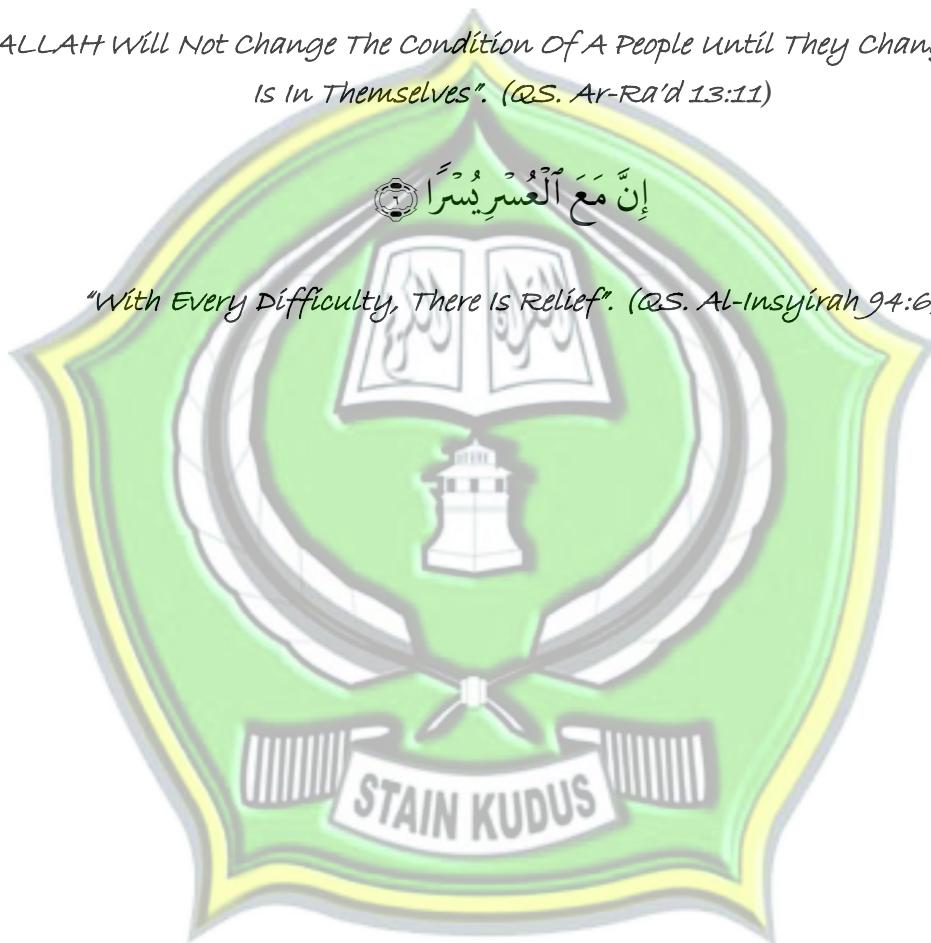 ALLAH Will Not Change The Condition Of A People Until They Chang
Is In Themselves". (QS. Ar-Ra'd 13:11)
إِنَّ مَعَ ٱلْعُسْرِ يُسْرًا ٦
"With Every Difficulty, There Is Relief". (QS. Al-Insyirah 94:6
STAIN KUDUS